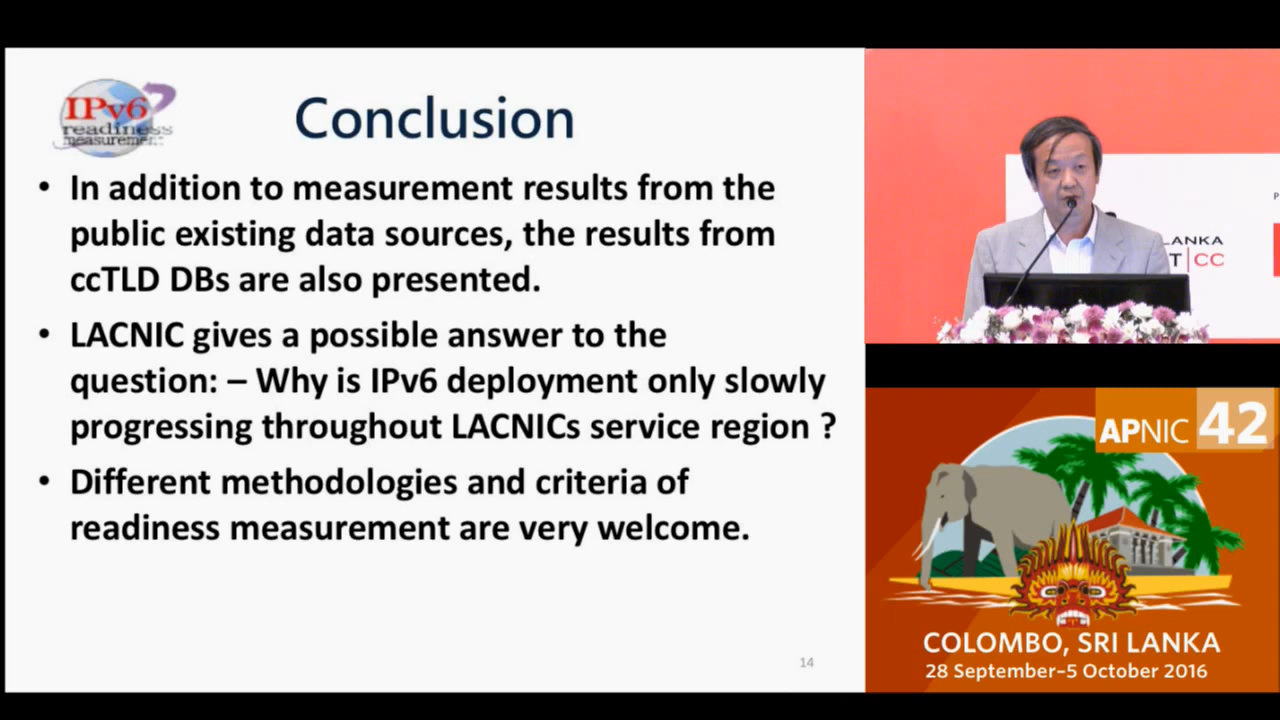 IPv6
readiness
measurement
Conclusion
• In addition to measurement results from the
public existing data sources, the results from
ccTLD DBs are also presented.
• LACNIC gives a possible answer to the
question: – Why is IPv6 deployment only slowly
progressing throughout LACNICs service region ?
• Different methodologies and criteria of
readiness measurement are very welcome.
14
LANKA
T|CC
P
APNIC 42
COLOMBO, SRI LANKA
28 September–5 October 2016